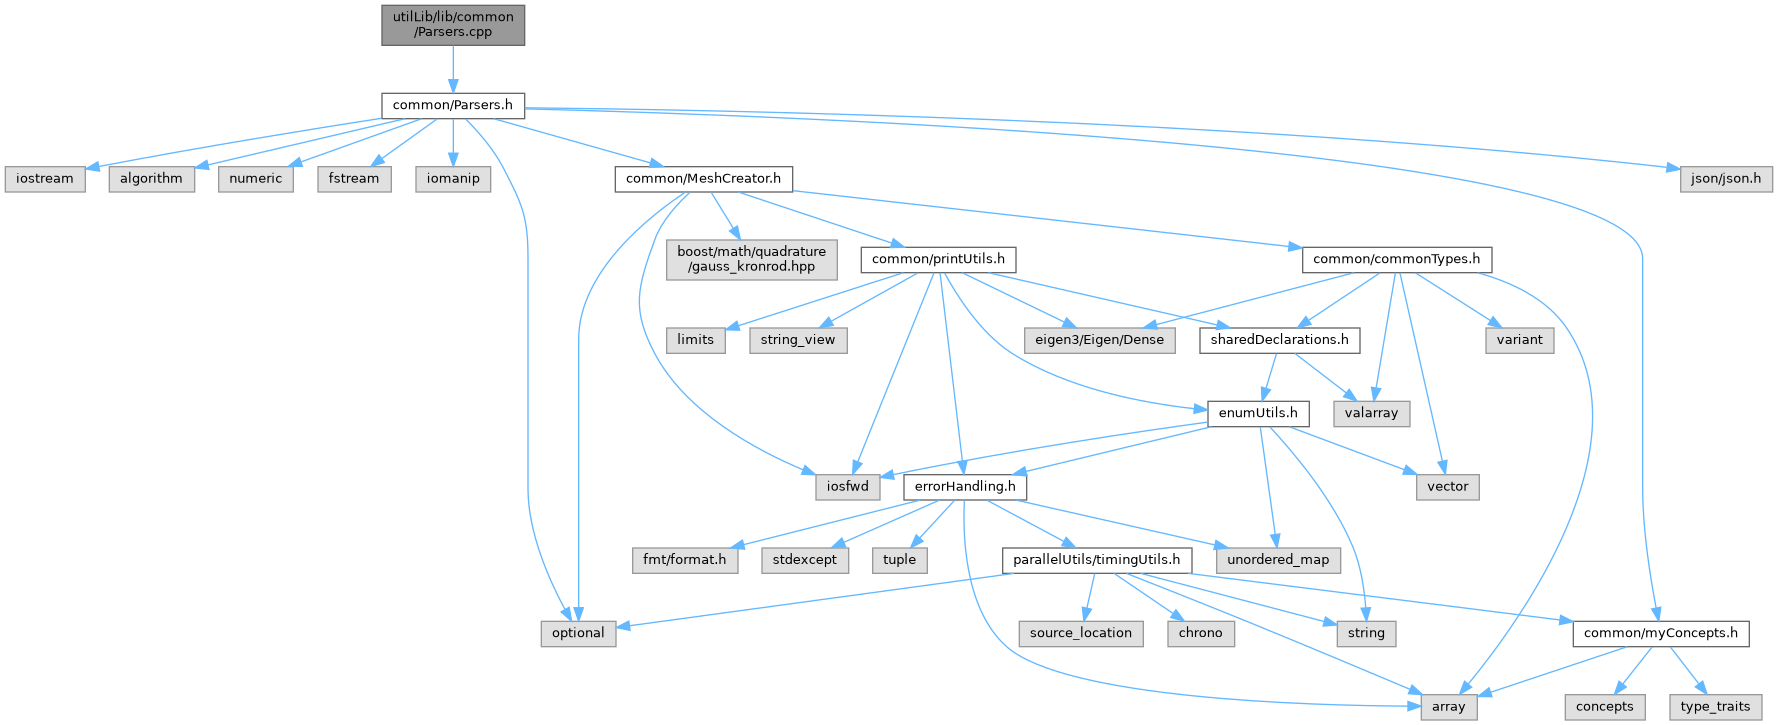 utilLib/lib/common
/Parsers.cpp
common/Parsers.h
iostream
algorithm
numeric
fstream
iomanip
common/MeshCreator.h
json/json.h
boost/math/quadrature
/gauss_kronrod.hpp
common/printUtils.h
common/commonTypes.h
limits
string_view
eigen3/Eigen/Dense
sharedDeclarations.h
variant
enumUtils.h
valarray
iosfwd
errorHandling.h
vector
fmt/format.h
stdexcept
tuple
parallelUtils/timingUtils.h
unordered_map
optional
source_location
chrono
string
common/myConcepts.h
array
concepts
type_traits